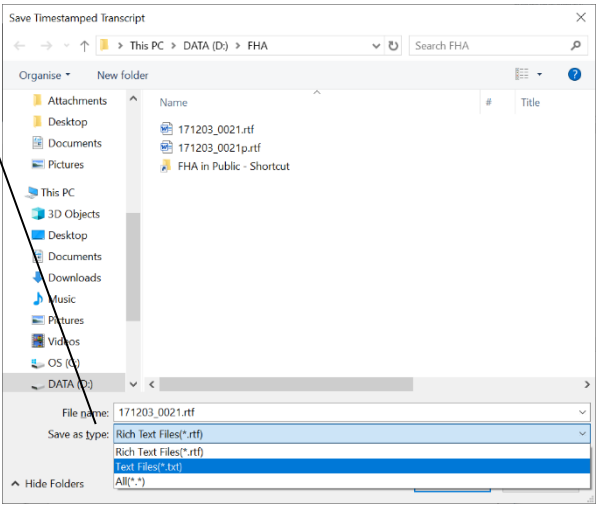 Save Timestamped Transcript
This PC > DATA (D:) > FHA
Search FHA
Organise
New folder
Name
#
Title
Attachments
Desktop
Documents
Pictures
This PC
3D Objects
Desktop
Documents
Downloads
Music
Pictures
Videos
OS (C:)
DATA (D:)
171203_0021.rtf
171203_0021p.rtf
FHA in Public - Shortcut
File name: 171203_0021.rtf
Save as type: Rich Text Files(*.rtf)
Rich Text Files(*.rtf)
Text Files(*.txt)
All(*.*)
Hide Folders